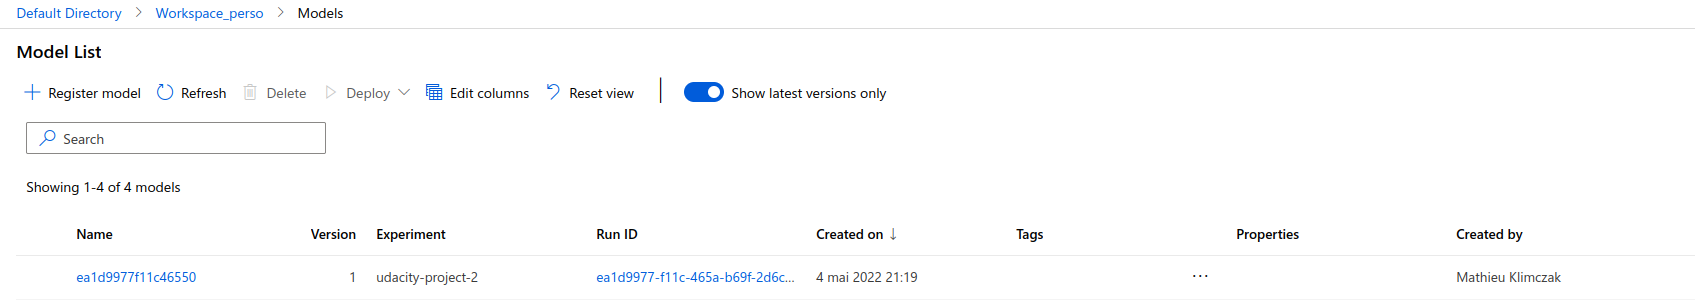 Default Directory > Workspace_perso > Models
Model List
Register model Refresh Delete Deploy Edit columns Reset view Show latest versions only
Search
Showing 1-4 of 4 models
Name Version Experiment Run ID Created on ↓ Tags Properties Created by
ea1d9977f11c46550 1 udacity-project-2 ea1d9977-f11c-465a-b69f-2d6c... 4 mai 2022 21:19 ... Mathieu Klimczak